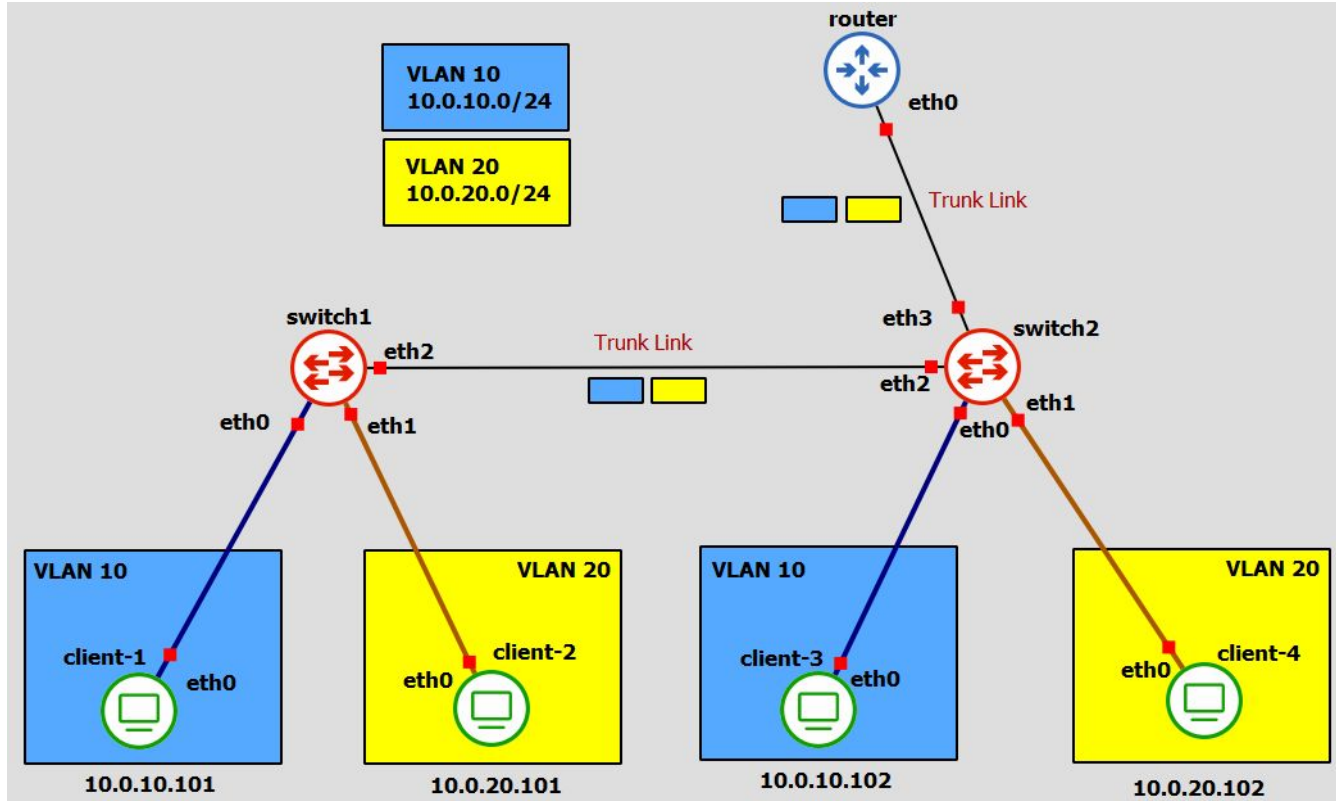 router
VLAN 10
10.0.10.0/24
eth0
VLAN 20
10.0.20.0/24
Trunk Link
switch1
eth3
switch2
eth2
Trunk Link
eth2
eth1
eth0
eth1
eth0
VLAN 10
VLAN 20
VLAN 10
VLAN 20
client-1
eth0
client-2
eth0
client-3
eth0
client-4
eth0
10.0.10.101
10.0.20.101
10.0.10.102
10.0.20.102